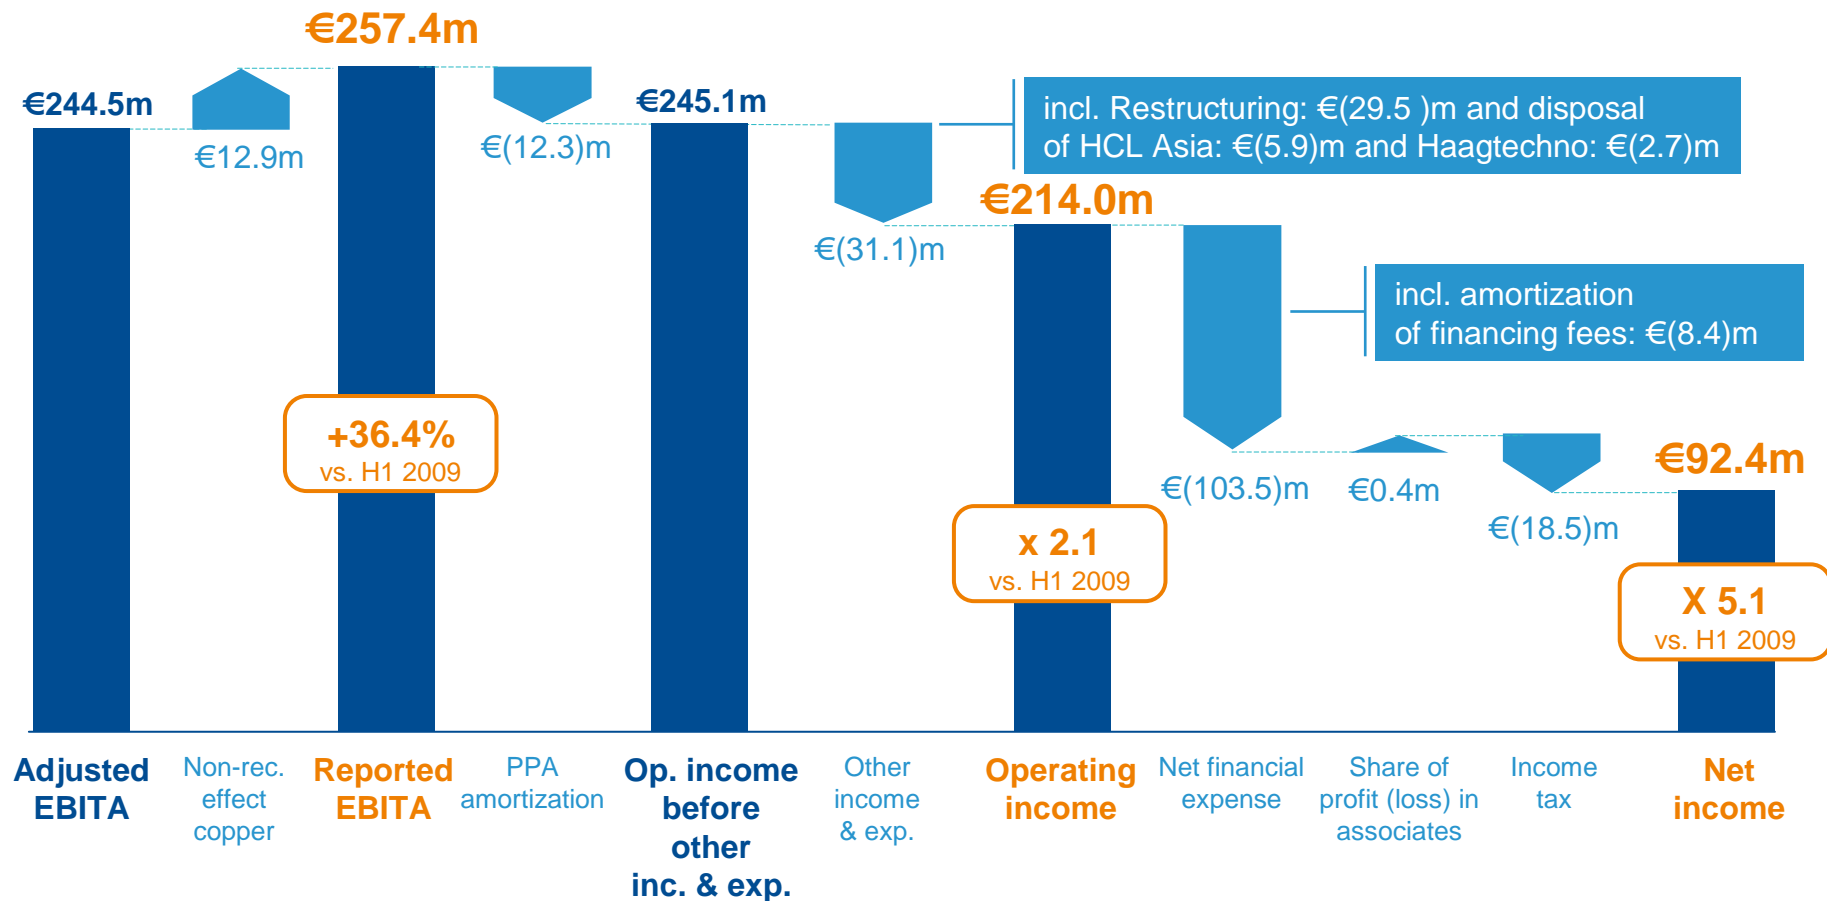 €257.4m
€244.5m
€12.9m
€(12.3)m
€245.1m
incl. Restructuring: €(29.5 )m and disposal
of HCL Asia: €(5.9)m and Haagtechno: €(2.7)m
€(31.1)m
€214.0m
incl. amortization
of financing fees: €(8.4)m
+36.4%
vs. H1 2009
€(103.5)m
€0.4m
€(18.5)m
€92.4m
x 2.1
vs. H1 2009
X 5.1
vs. H1 2009
Adjusted
EBITA
Non-rec.
effect
copper
Reported
EBITA
PPA
amortization
Op. income
before
other
inc. & exp.
Other
income
& exp.
Operating
income
Net financial
expense
Share of
profit (loss) in
associates
Income
tax
Net
income